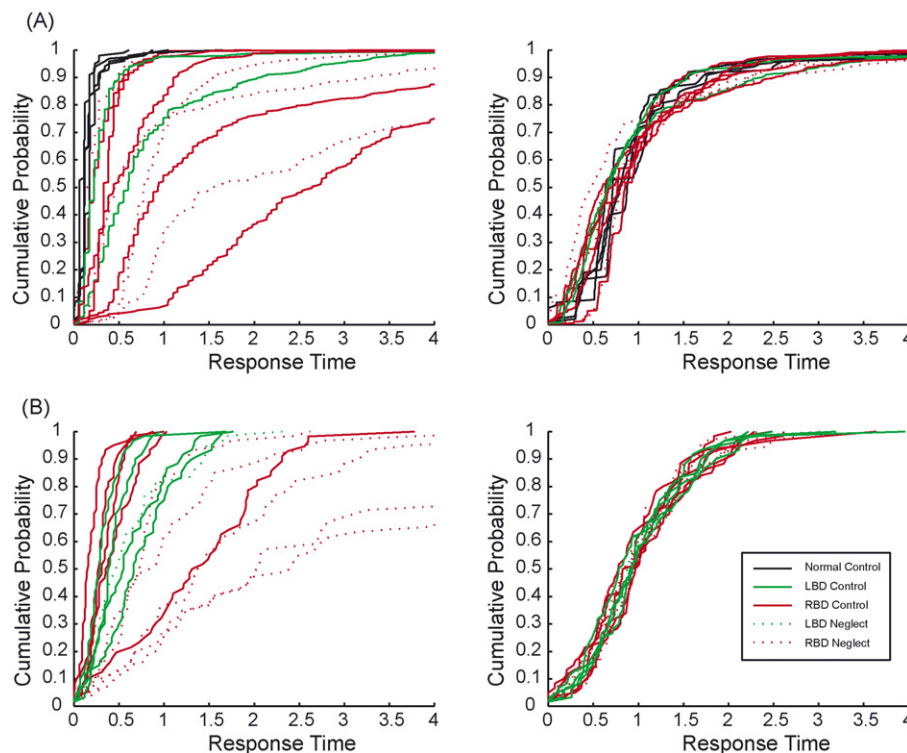 (A)
Cumulative Probability
1
0.9
0.8
0.7
0.6
0.5
0.4
0.3
0.2
0.1
0
0 0.5 1 1.5 2 2.5 3 3.5 4
Response Time
Cumulative Probability
1
0.9
0.8
0.7
0.6
0.5
0.4
0.3
0.2
0.1
0
0 0.5 1 1.5 2 2.5 3 3.5 4
Response Time
(B)
Cumulative Probability
1
0.9
0.8
0.7
0.6
0.5
0.4
0.3
0.2
0.1
0
0 0.5 1 1.5 2 2.5 3 3.5 4
Response Time
Cumulative Probability
1
0.9
0.8
0.7
0.6
0.5
0.4
0.3
0.2
0.1
0
0 0.5 1 1.5 2 2.5 3 3.5 4
Response Time
Normal Control
LBD Control
RBD Control
LBD Neglect
RBD Neglect